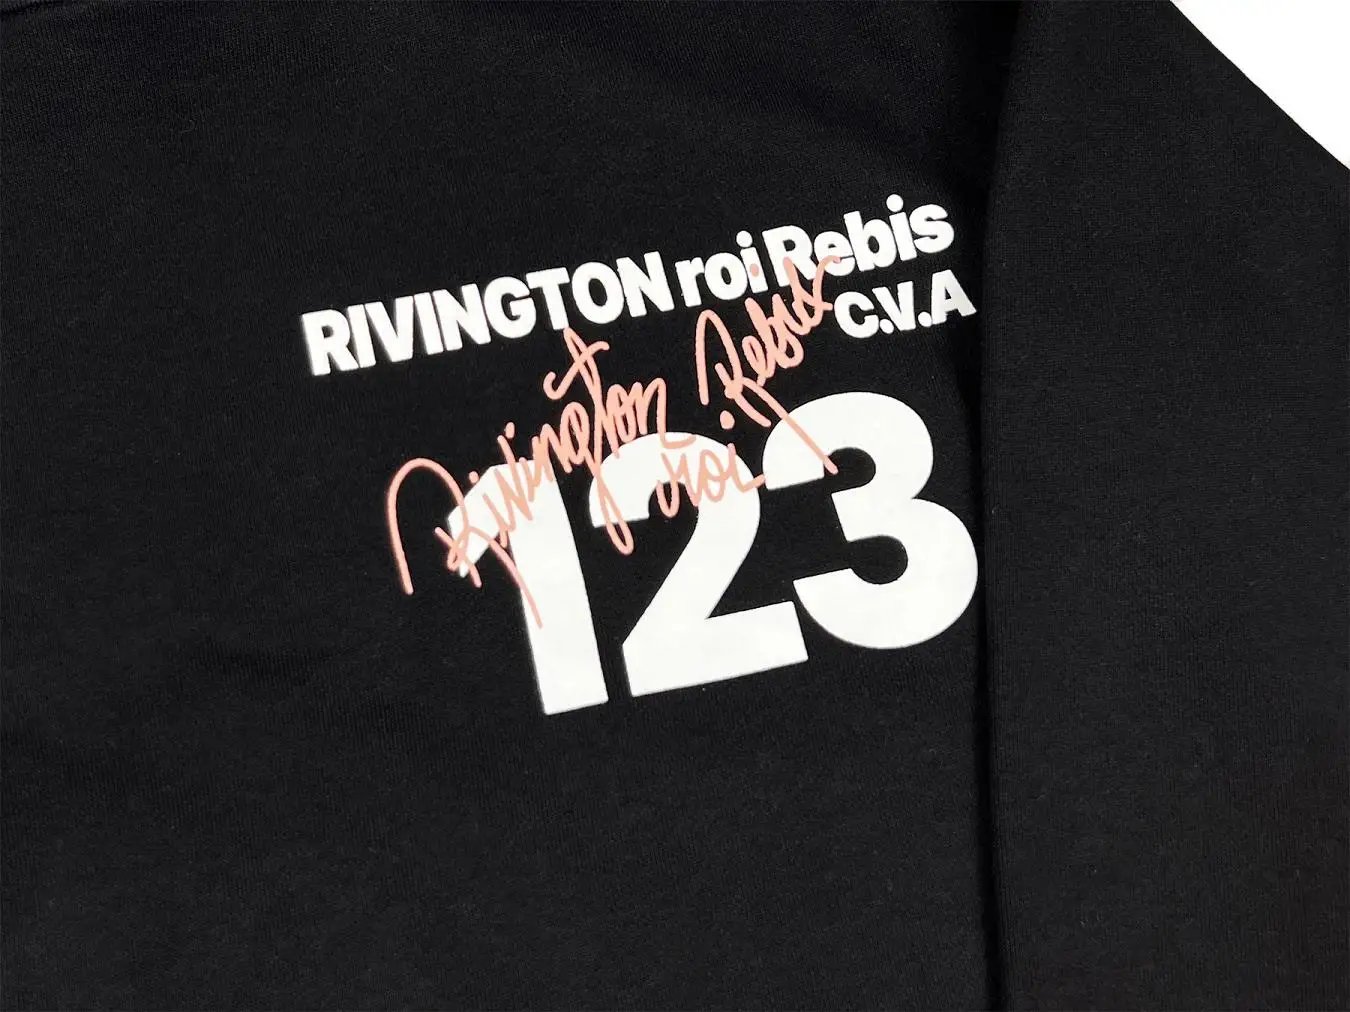 RIVINGTON roi Rebis
C.V.A
Rivington
roi Rebis
123